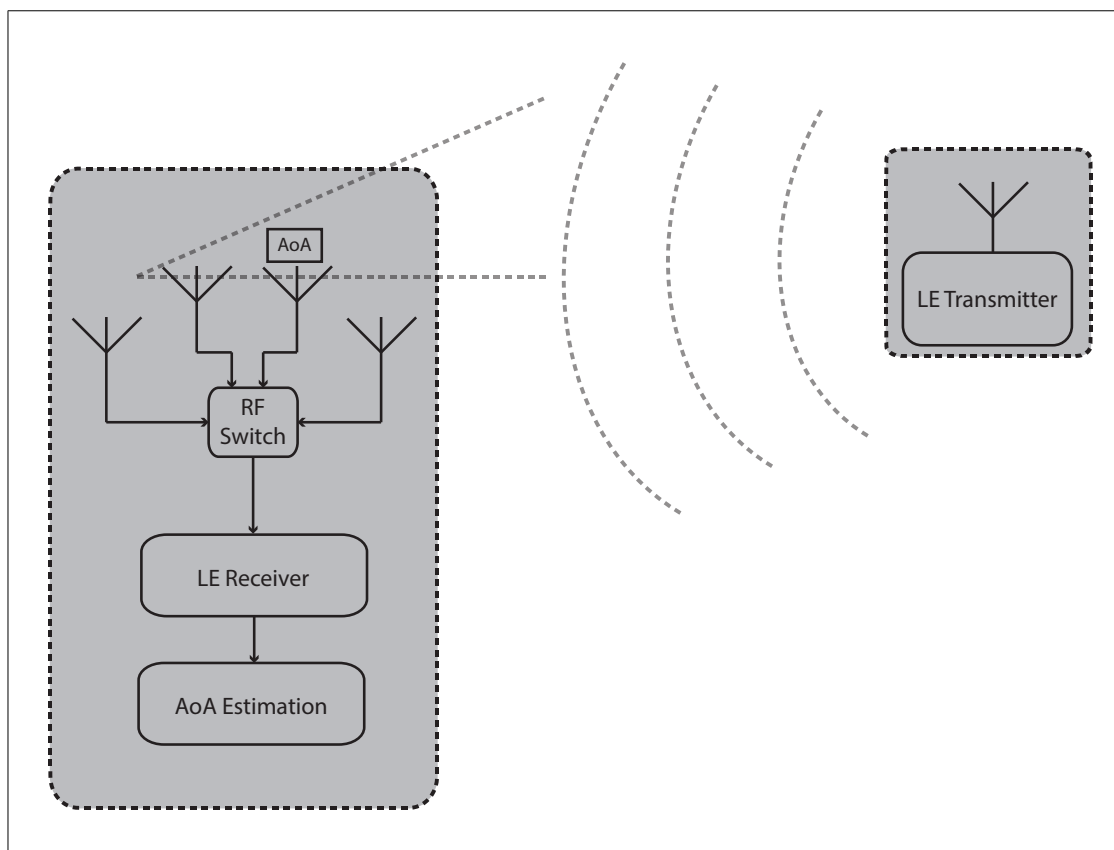 AoA
LE Transmitter
RF
Switch
LE Receiver
AoA Estimation